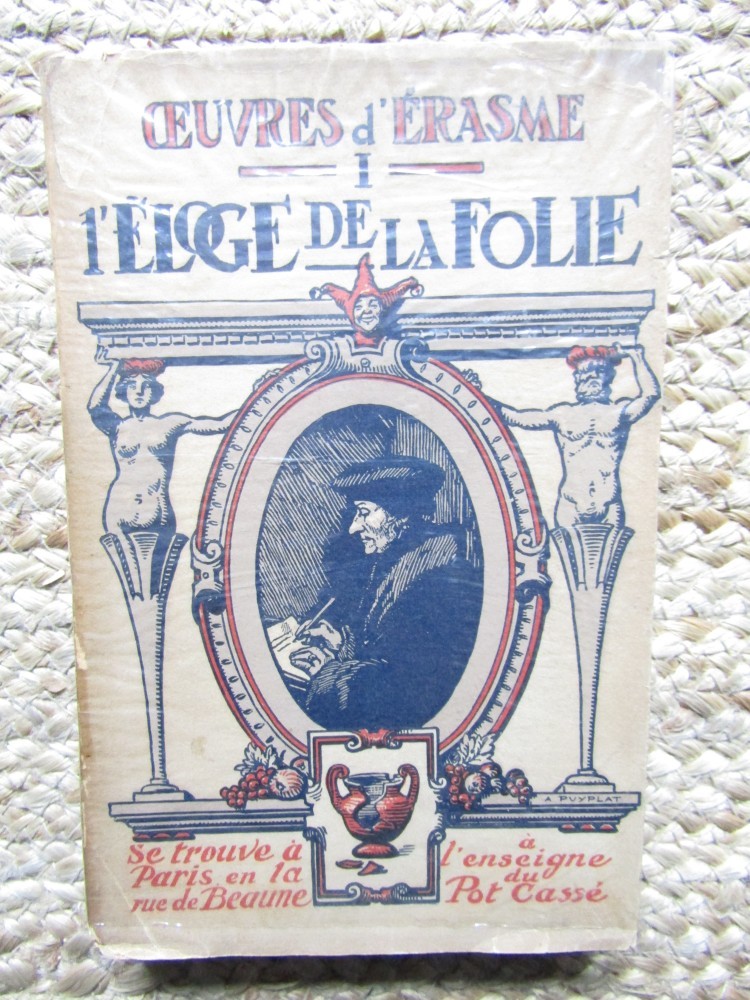 ŒUVRES d'ÉRASME
I
l'ÉLOGE DE LA FOLIE
A PUYPLAT
Se trouve à
Paris en la
rue de Beaune
à
l'enseigne
du
Pot Cassé